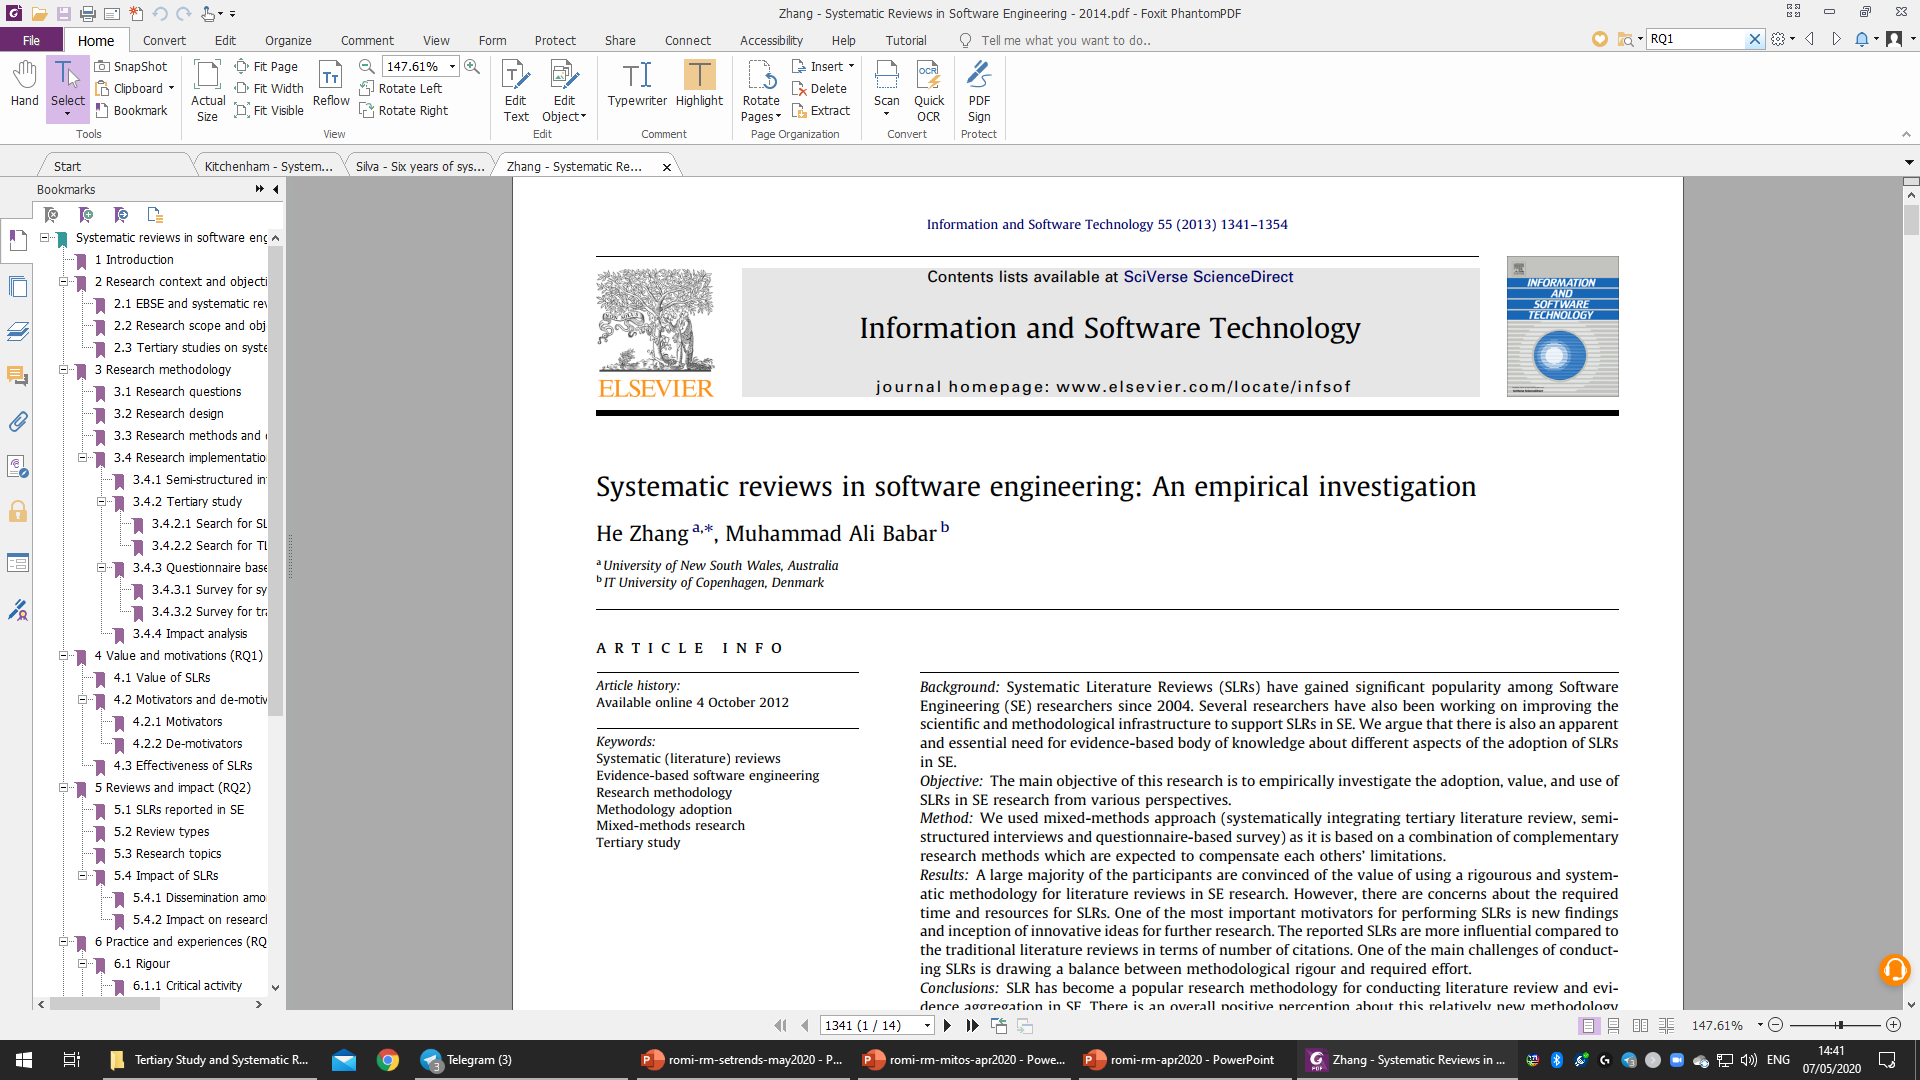 Zhang - Systematic Reviews in Software Engineering - 2014.pdf - Foxit PhantomPDF
File Home Convert Edit Organize Comment View Form Protect Share Connect Accessibility Help Tutorial Tell me what you want to do.. RQ1
Hand
Select
SnapShot
Clipboard
Bookmark
Tools
Actual Size
Fit Page
Fit Width
Fit Visible
Reflow
147.61%
Rotate Left
Rotate Right
View
Edit Text
Edit Object
Edit
Typewriter
Highlight
Comment
Rotate Pages
Insert
Delete
Extract
Page Organization
Scan
Quick OCR
Convert
PDF Sign
Protect
Start
Kitchenham - System...
Silva - Six years of sys...
Zhang - Systematic Re...
Bookmarks
Systematic reviews in software eng
1 Introduction
2 Research context and objecti
2.1 EBSE and systematic rev
2.2 Research scope and obj
2.3 Tertiary studies on syste
3 Research methodology
3.1 Research questions
3.2 Research design
3.3 Research methods and
3.4 Research implementatio
3.4.1 Semi-structured in
3.4.2 Tertiary study
3.4.2.1 Search for SL
3.4.2.2 Search for TL
3.4.3 Questionnaire base
3.4.3.1 Survey for sy
3.4.3.2 Survey for tra
3.4.4 Impact analysis
4 Value and motivations (RQ1)
4.1 Value of SLRs
4.2 Motivators and de-motiv
4.2.1 Motivators
4.2.2 De-motivators
4.3 Effectiveness of SLRs
5 Reviews and impact (RQ2)
5.1 SLRs reported in SE
5.2 Review types
5.3 Research topics
5.4 Impact of SLRs
5.4.1 Dissemination amo
5.4.2 Impact on research
6 Practice and experiences (RQ
6.1 Rigour
6.1.1 Critical activity
Information and Software Technology 55 (2013) 1341–1354
Contents lists available at SciVerse ScienceDirect
Information and Software Technology
journal homepage: www.elsevier.com/locate/infsof
ELSEVIER
INFORMATION
AND
SOFTWARE
TECHNOLOGY
Systematic reviews in software engineering: An empirical investigation
He Zhang a,*, Muhammad Ali Babar b
a University of New South Wales, Australia
b IT University of Copenhagen, Denmark
ARTICLE INFO
Article history:
Available online 4 October 2012
Keywords:
Systematic (literature) reviews
Evidence-based software engineering
Research methodology
Methodology adoption
Mixed-methods research
Tertiary study
Background: Systematic Literature Reviews (SLRs) have gained significant popularity among Software
Engineering (SE) researchers since 2004. Several researchers have also been working on improving the
scientific and methodological infrastructure to support SLRs in SE. We argue that there is also an apparent
and essential need for evidence-based body of knowledge about different aspects of the adoption of SLRs
in SE.
Objective: The main objective of this research is to empirically investigate the adoption, value, and use of
SLRs in SE research from various perspectives.
Method: We used mixed-methods approach (systematically integrating tertiary literature review, semi-
structured interviews and questionnaire-based survey) as it is based on a combination of complementary
research methods which are expected to compensate each others’ limitations.
Results: A large majority of the participants are convinced of the value of using a rigourous and system-
atic methodology for literature reviews in SE research. However, there are concerns about the required
time and resources for SLRs. One of the most important motivators for performing SLRs is new findings
and inception of innovative ideas for further research. The reported SLRs are more influential compared to
the traditional literature reviews in terms of number of citations. One of the main challenges of conduct-
ing SLRs is drawing a balance between methodological rigour and required effort.
Conclusions: SLR has become a popular research methodology for conducting literature review and evi-
dence aggregation in SE. There is an overall positive perception about this relatively new methodology
1341 (1 / 14)
147.61%
Tertiary Study and Systematic R...
Telegram (3)
romi-rm-setrends-may2020 - P...
romi-rm-mitos-apr2020 - Powe...
romi-rm-apr2020 - PowerPoint
Zhang - Systematic Reviews in ...
ENG
14:41
07/05/2020